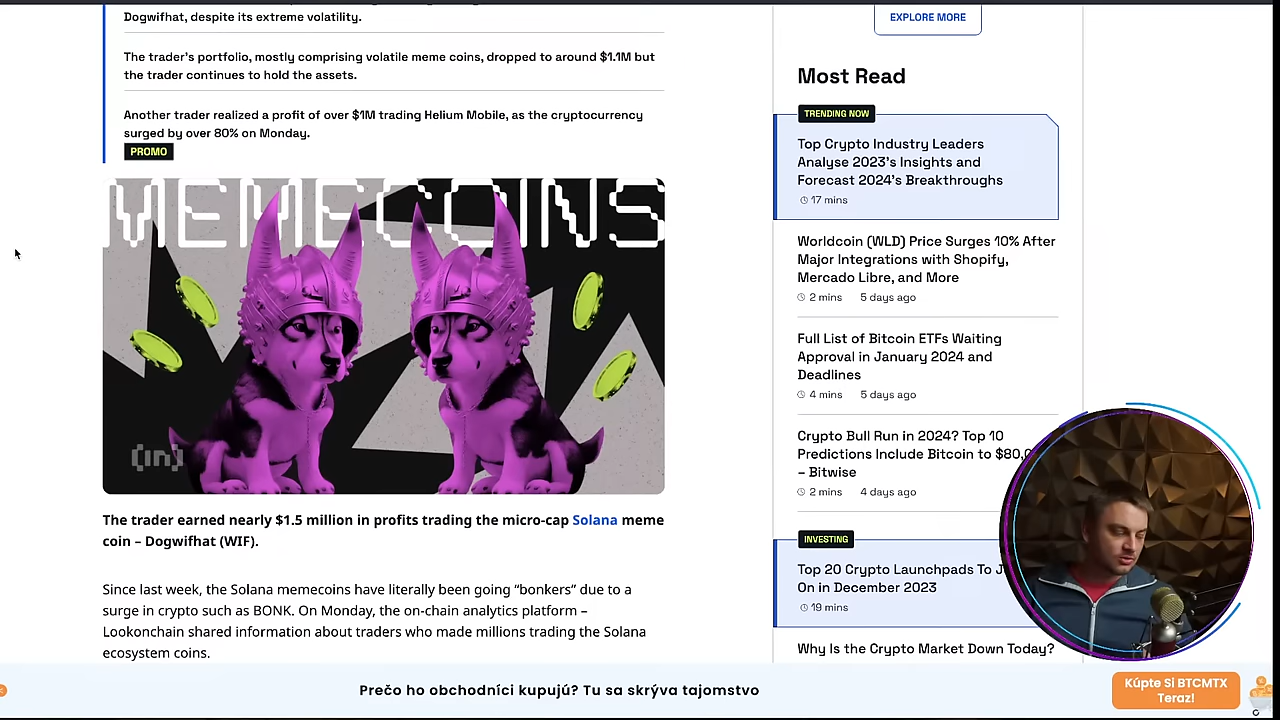 Dogwifhat, despite its extreme volatility.
The trader's portfolio, mostly comprising volatile meme coins, dropped to around $1.1M but
the trader continues to hold the assets.
Another trader realized a profit of over $1M trading Helium Mobile, as the cryptocurrency
surged by over 80% on Monday.
PROMO
MEMECOINS
(in)
The trader earned nearly $1.5 million in profits trading the micro-cap Solana meme
coin – Dogwifhat (WIF).
Since last week, the Solana memecoins have literally been going “bonkers” due to a
surge in crypto such as BONK. On Monday, the on-chain analytics platform –
Lookonchain shared information about traders who made millions trading the Solana
ecosystem coins.
EXPLORE MORE
Most Read
TRENDING NOW
Top Crypto Industry Leaders
Analyse 2023's Insights and
Forecast 2024's Breakthroughs
17 mins
Worldcoin (WLD) Price Surges 10% After
Major Integrations with Shopify,
Mercado Libre, and More
2 mins 5 days ago
Full List of Bitcoin ETFs Waiting
Approval in January 2024 and
Deadlines
4 mins 5 days ago
Crypto Bull Run in 2024? Top 10
Predictions Include Bitcoin to
– Bitwise
2 mins 4 days ago
INVESTING
Top 20 Crypto Launchpads To
On in December 2023
19 mins
Why Is the Crypto Market Down Today?
Prečo ho obchodníci kupujú? Tu sa skrýva tajomstvo
Kúpte Si BTCMTX
Teraz!